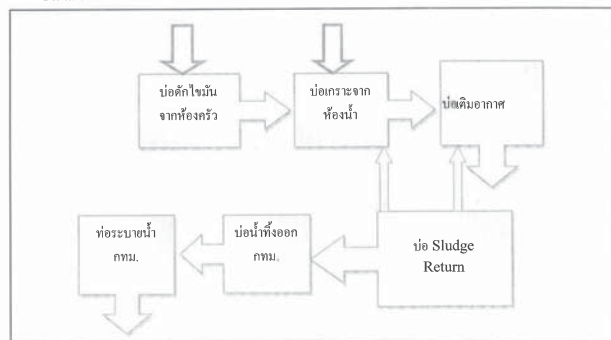 บ่อดักไขมัน
จากห้องครัว
บ่อเกราะจาก
ห้องน้ำ
บ่อเติมอากาศ
ท่อระบายน้ำ
กทม.
บ่อน้ำทิ้งออก
กทม.
บ่อ Sludge
Return